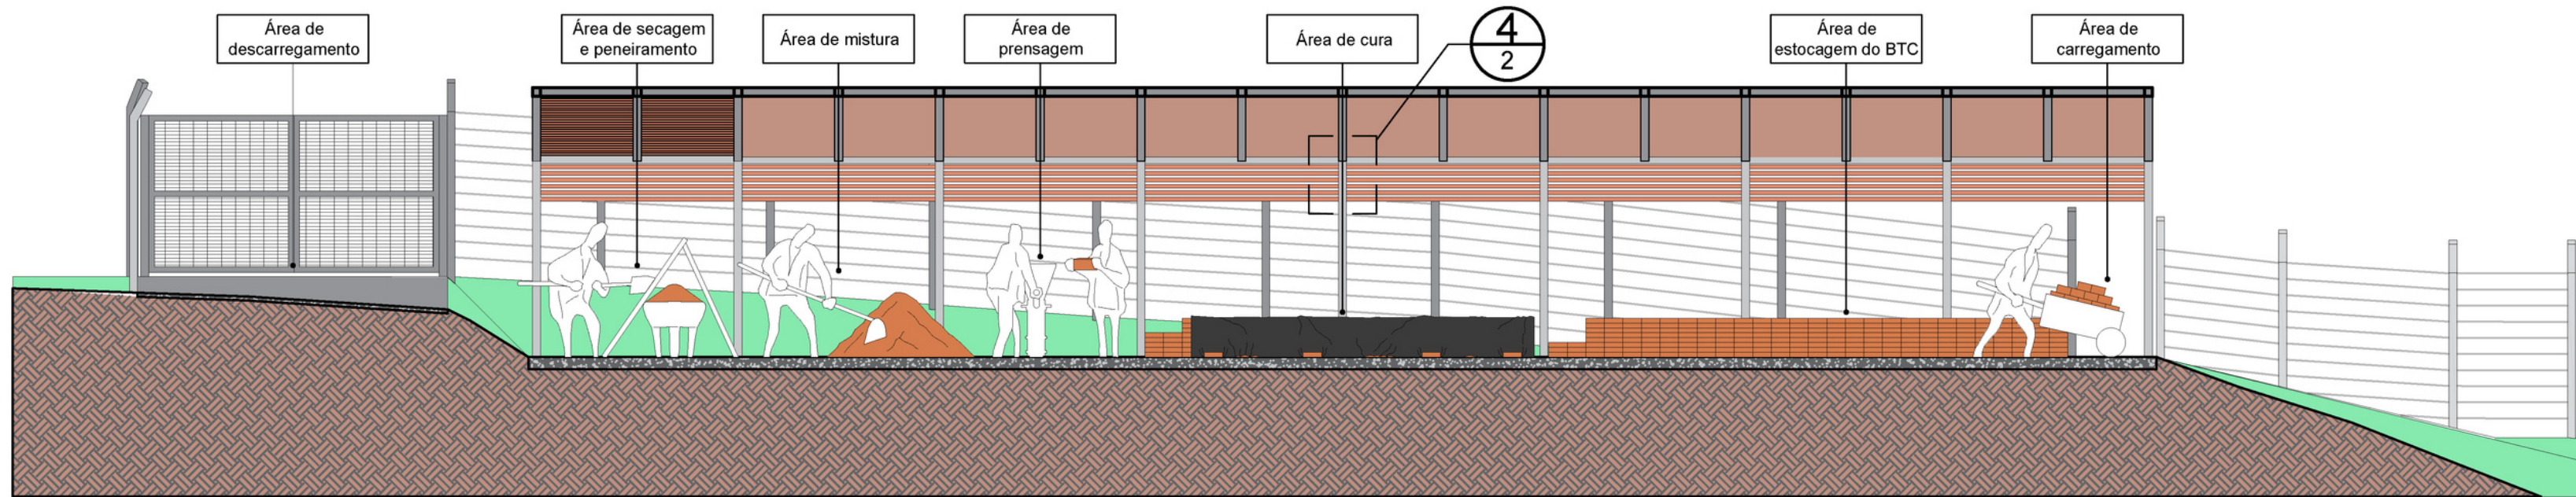 Área de
descarregamento
Área de secagem
e peneiramento
Área de mistura
Área de
prensagem
Área de cura
4
2
Área de
estocagem do BTC
Área de
carregamento